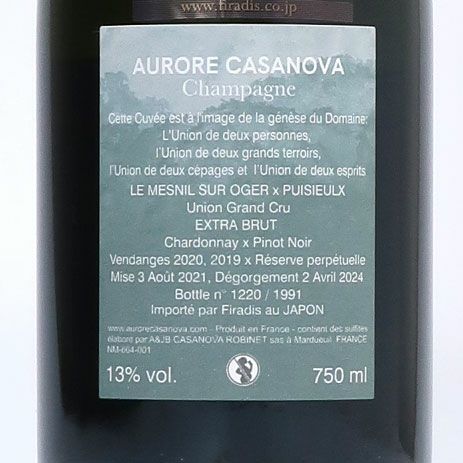 www.firadis.co.jp
AURORE CASANOVA
Champagne
Cette Cuvée est à l'image de la génèse du Domaine:
L'Union de deux personnes,
l'Union de deux grands terroirs,
l'Union de deux cépages et l'Union de deux esprits
LE MESNIL SUR OGER x PUISIEULX
Union Grand Cru
EXTRA BRUT
Chardonnay x Pinot Noir
Vendanges 2020, 2019 x Réserve perpétuelle
Mise 3 Août 2021, Dégorgement 2 Avril 2024
Bottle n° 1220 / 1991
Importé par Firadis au JAPON
www.aurorecasanova.com - Produit en France - contient des sulfites
élaboré par A&JB CASANOVA ROBINET sas à Mardeuil. FRANCE
NM-664-001
13% vol. 750 ml